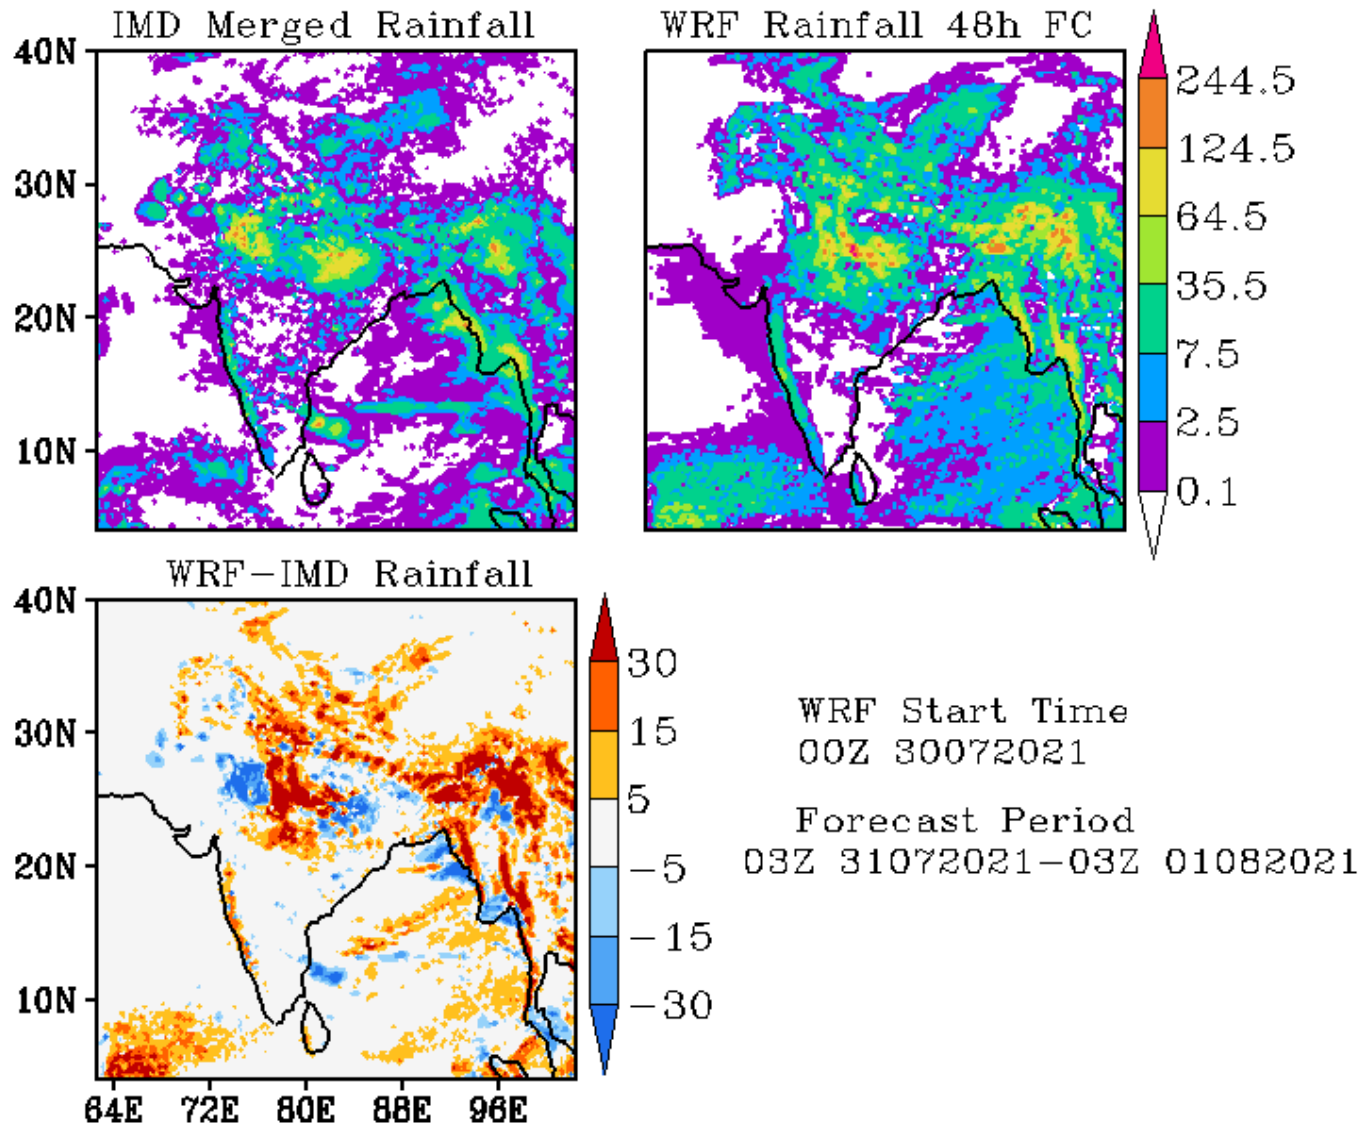 IMD Merged Rainfall
WRF Rainfall 48h FC
40N
30N
20N
10N
244.5
124.5
64.5
35.5
7.5
2.5
0.1
WRF-IMD Rainfall
40N
30N
20N
10N
64E 72E 80E 88E 96E
30
15
5
-5
-15
-30
WRF Start Time
00Z 30072021
Forecast Period
03Z 31072021-03Z 01082021